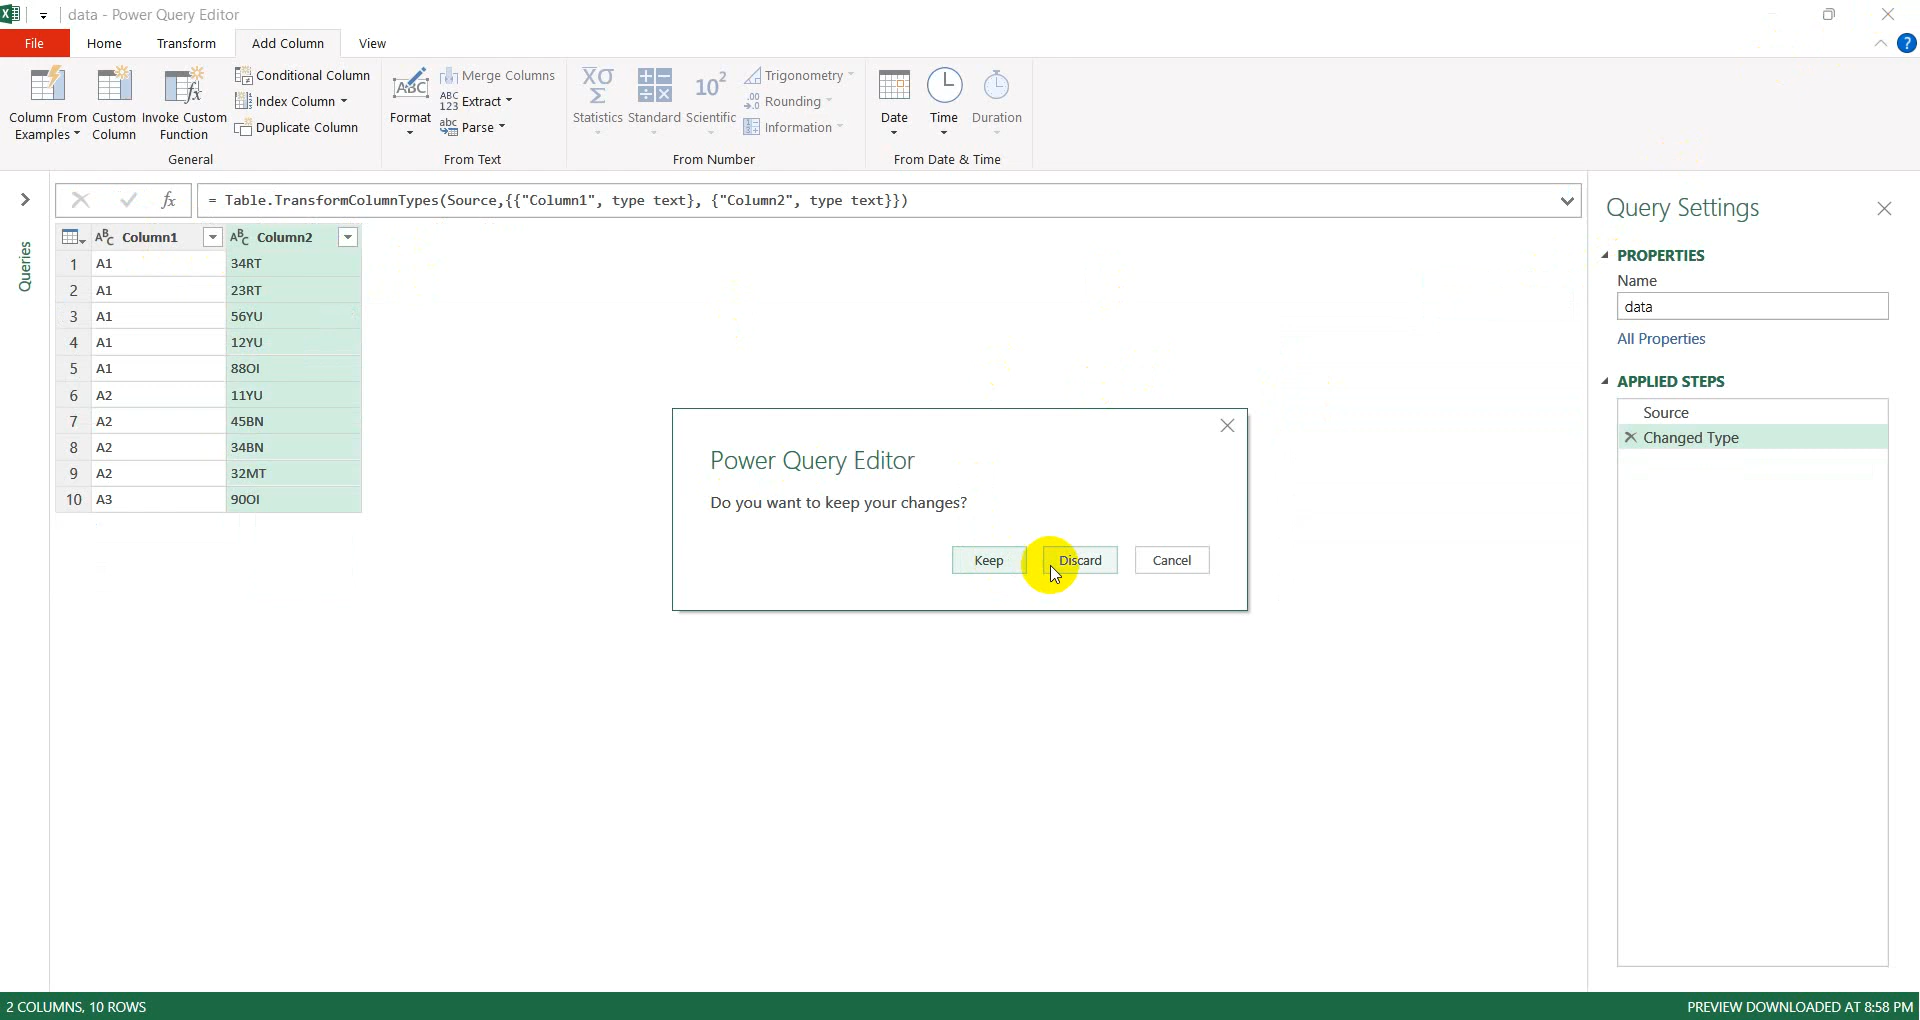 data - Power Query Editor
File Home Transform Add Column View
Column From Examples
Custom Column
Invoke Custom Function
Conditional Column
Index Column
Duplicate Column
General
Format
Merge Columns
Extract
Parse
From Text
Statistics
Standard
Scientific
Trigonometry
Rounding
Information
From Number
Date
Time
Duration
From Date & Time
= Table.TransformColumnTypes(Source,{{"Column1", type text}, {"Column2", type text}})
Queries
Column1 Column2
1 A1 34RT
2 A1 23RT
3 A1 56YU
4 A1 12YU
5 A1 88OI
6 A2 11YU
7 A2 45BN
8 A2 34BN
9 A2 32MT
10 A3 90OI
Power Query Editor
Do you want to keep your changes?
Keep Discard Cancel
Query Settings
PROPERTIES
Name
data
All Properties
APPLIED STEPS
Source
Changed Type
2 COLUMNS, 10 ROWS
PREVIEW DOWNLOADED AT 8:58 PM